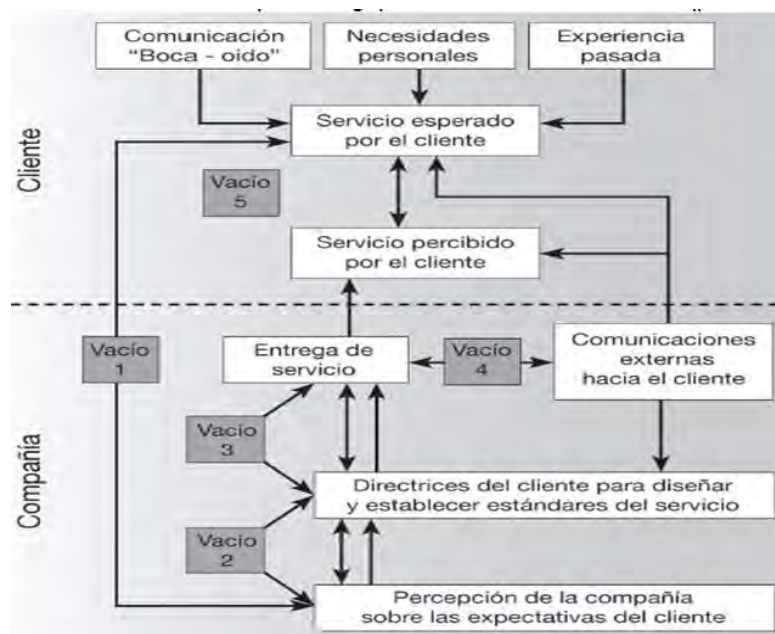 Comunicación
"Boca - oido"
Necesidades
personales
Experiencia
pasada
Servicio esperado
por el cliente
Cliente
Vacío
5
Servicio percibido
por el cliente
Vacío
1
Entrega de
servicio
Vacío
4
Comunicaciones
externas
hacia el cliente
Compañía
Vacío
3
Directrices del cliente para diseñar
y establecer estándares del servicio
Vacío
2
Percepción de la compañía
sobre las expectativas del cliente